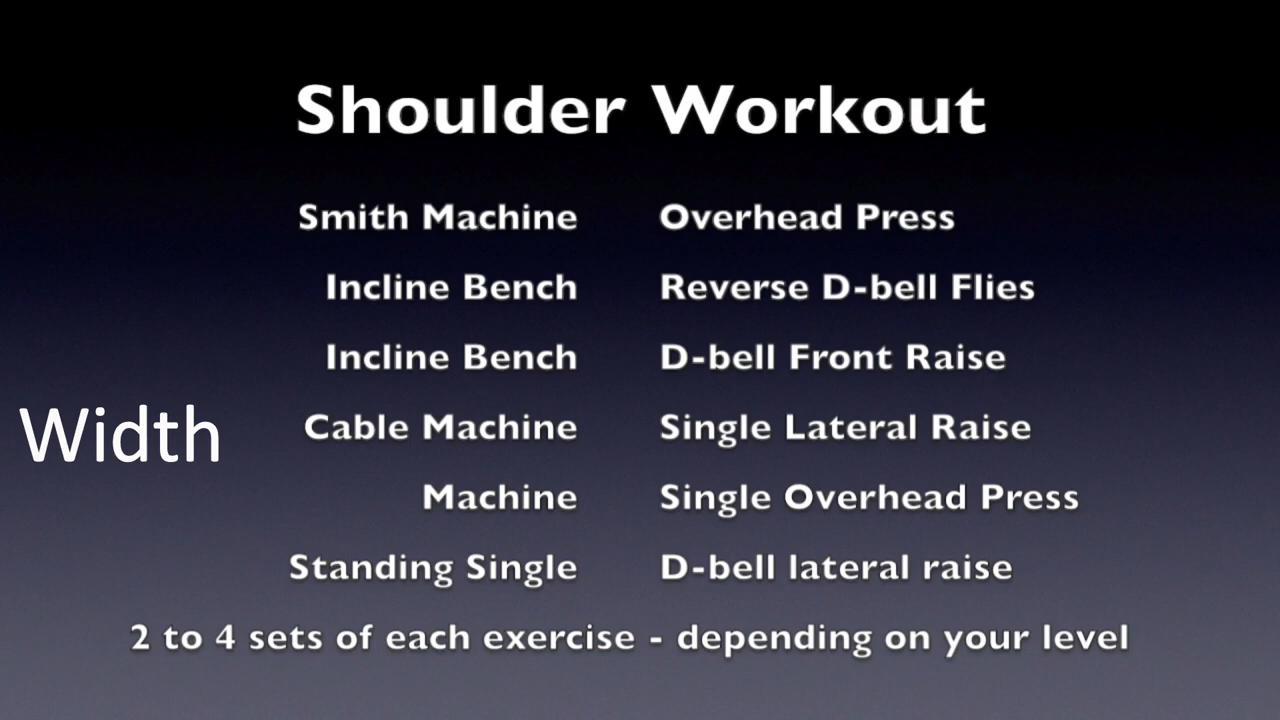 Shoulder Workout
Smith Machine Overhead Press
Incline Bench Reverse D-bell Flies
Incline Bench D-bell Front Raise
Width Cable Machine Single Lateral Raise
Machine Single Overhead Press
Standing Single D-bell lateral raise
2 to 4 sets of each exercise - depending on your level